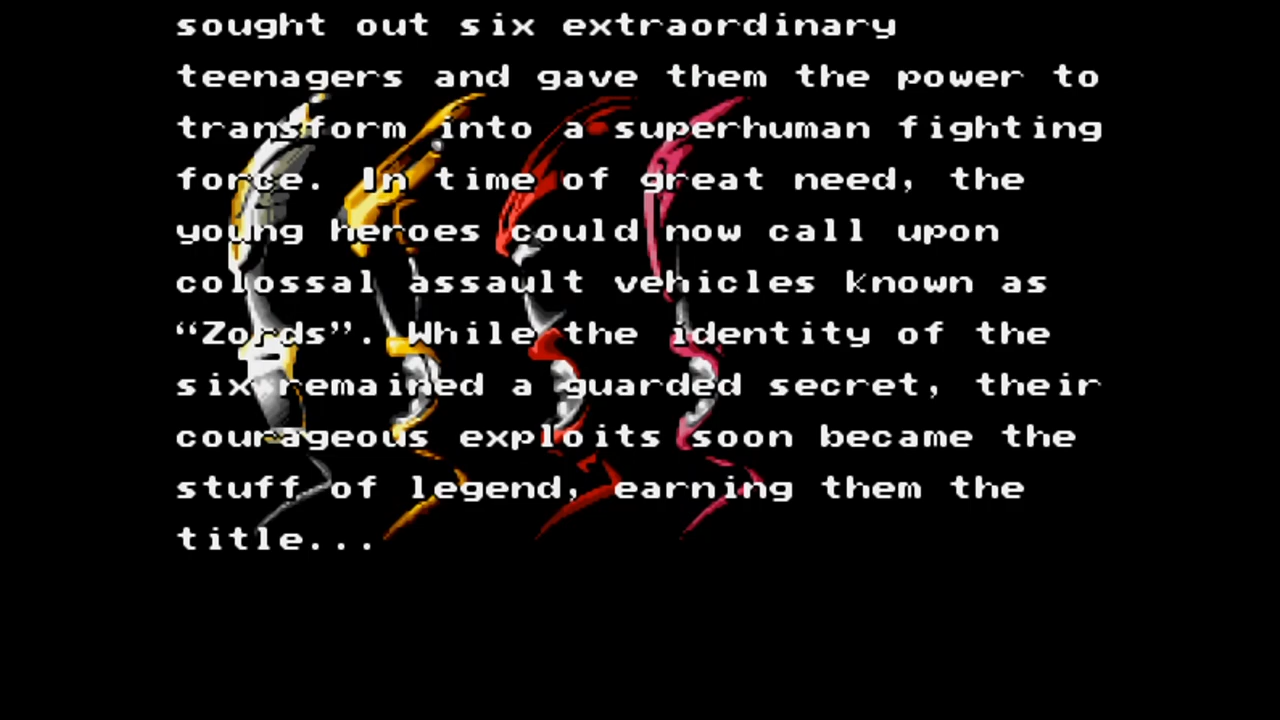 sought out six extraordinary
teenagers and gave them the power to
transform into a superhuman fighting
force. In time of great need, the
young heroes could now call upon
colossal assault vehicles known as
“Zords”. While the identity of the
six remained a guarded secret, their
courageous exploits soon became the
stuff of legend, earning them the
title...